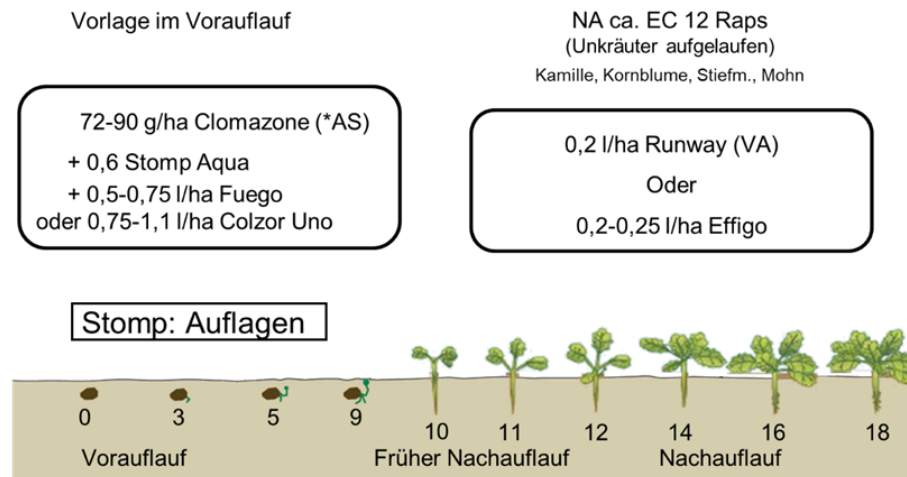 Vorlage im Vorauflauf
72-90 g/ha Clomazone (*AS)
+ 0,6 Stomp Aqua
+ 0,5-0,75 l/ha Fuego
oder 0,75-1,1 l/ha Colzor Uno
NA ca. EC 12 Raps
(Unkräuter aufgelaufen)
Kamille, Kornblume, Stiefm., Mohn
0,2 l/ha Runway (VA)
Oder
0,2-0,25 l/ha Effigo
Stomp: Auflagen
0 3 5 9 10 11 12 14 16 18
Vorauflauf Früher Nachauflauf Nachauflauf